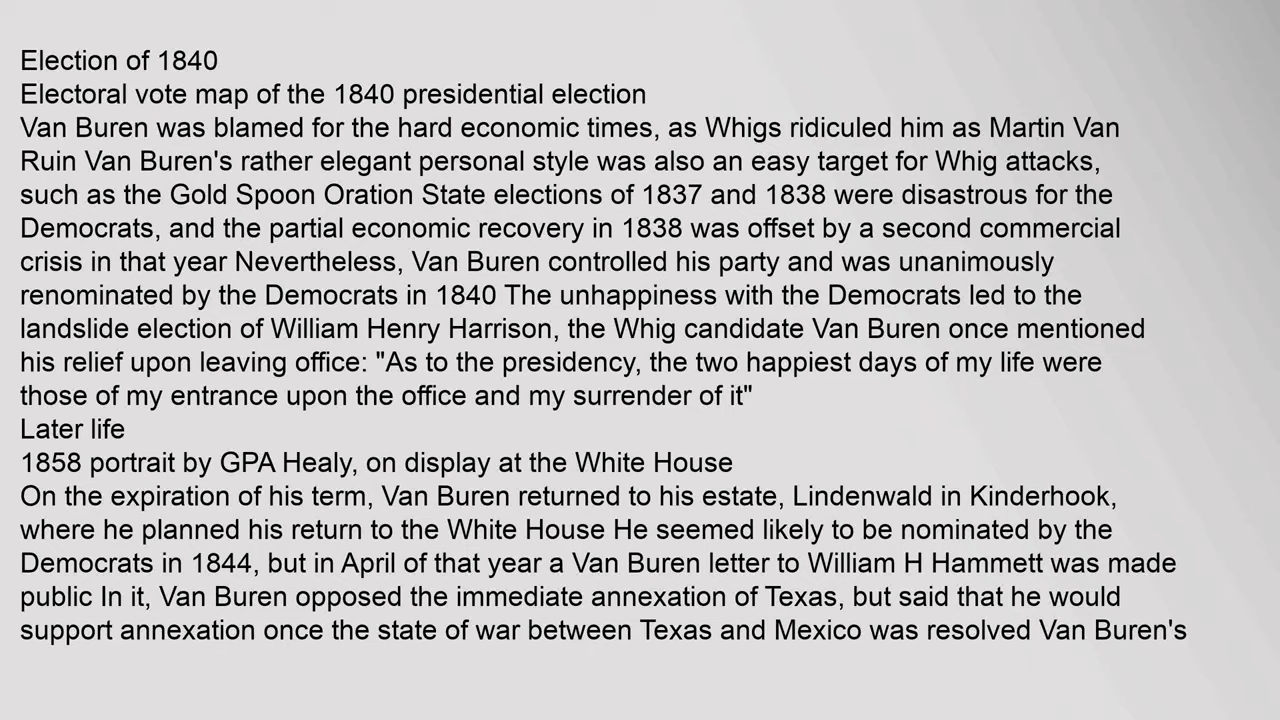 Election of 1840
Electoral vote map of the 1840 presidential election
Van Buren was blamed for the hard economic times, as Whigs ridiculed him as Martin Van
Ruin Van Buren's rather elegant personal style was also an easy target for Whig attacks,
such as the Gold Spoon Oration State elections of 1837 and 1838 were disastrous for the
Democrats, and the partial economic recovery in 1838 was offset by a second commercial
crisis in that year Nevertheless, Van Buren controlled his party and was unanimously
renominated by the Democrats in 1840 The unhappiness with the Democrats led to the
landslide election of William Henry Harrison, the Whig candidate Van Buren once mentioned
his relief upon leaving office: "As to the presidency, the two happiest days of my life were
those of my entrance upon the office and my surrender of it"
Later life
1858 portrait by GPA Healy, on display at the White House
On the expiration of his term, Van Buren returned to his estate, Lindenwald in Kinderhook,
where he planned his return to the White House He seemed likely to be nominated by the
Democrats in 1844, but in April of that year a Van Buren letter to William H Hammett was made
public In it, Van Buren opposed the immediate annexation of Texas, but said that he would
support annexation once the state of war between Texas and Mexico was resolved Van Buren's